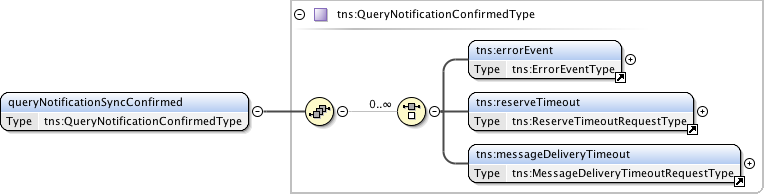 tns:QueryNotificationConfirmedType
tns:errorEvent
Type tns:ErrorEventType
queryNotificationSyncConfirmed
Type tns:QueryNotificationConfirmedType
0..∞
tns:reserveTimeout
Type tns:ReserveTimeoutRequestType
tns:messageDeliveryTimeout
Type tns:MessageDeliveryTimeoutRequestType